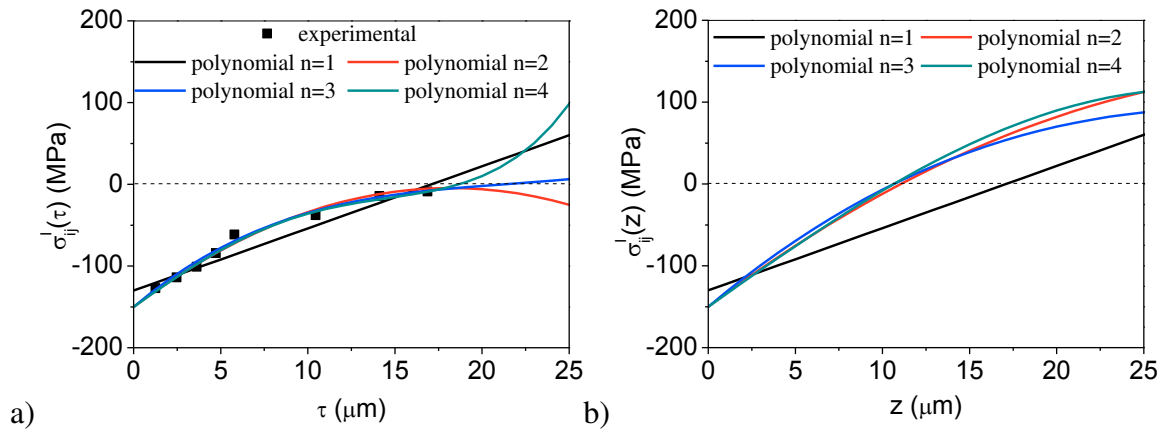 200
100
0
-100
-200
σᴵᵢⱼ(τ) (MPa)
experimental
polynomial n=1 polynomial n=2
polynomial n=3 polynomial n=4
0 5 10 15 20 25
τ (μm)
a)
200
100
0
-100
-200
σᴵᵢⱼ(z) (MPa)
polynomial n=1 polynomial n=2
polynomial n=3 polynomial n=4
0 5 10 15 20 25
z (μm)
b)